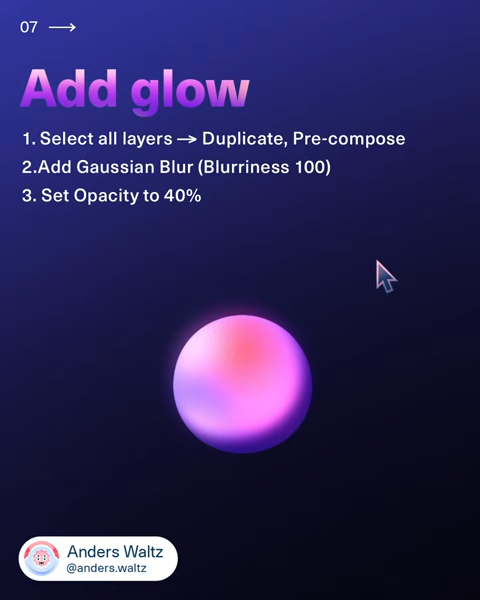 07 →
Add glow
1. Select all layers → Duplicate, Pre-compose
2.Add Gaussian Blur (Blurriness 100)
3. Set Opacity to 40%
Anders Waltz
@anders.waltz